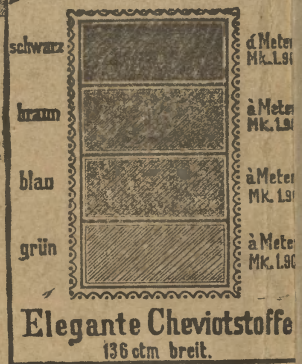 schwarz
à Meter
Mk. 1.90
braun
à Meter
Mk. 1.90
blau
à Meter
Mk. 1.90
grün
à Meter
Mk. 1.90
Elegante Cheviotstoffe
136 ctm breit.